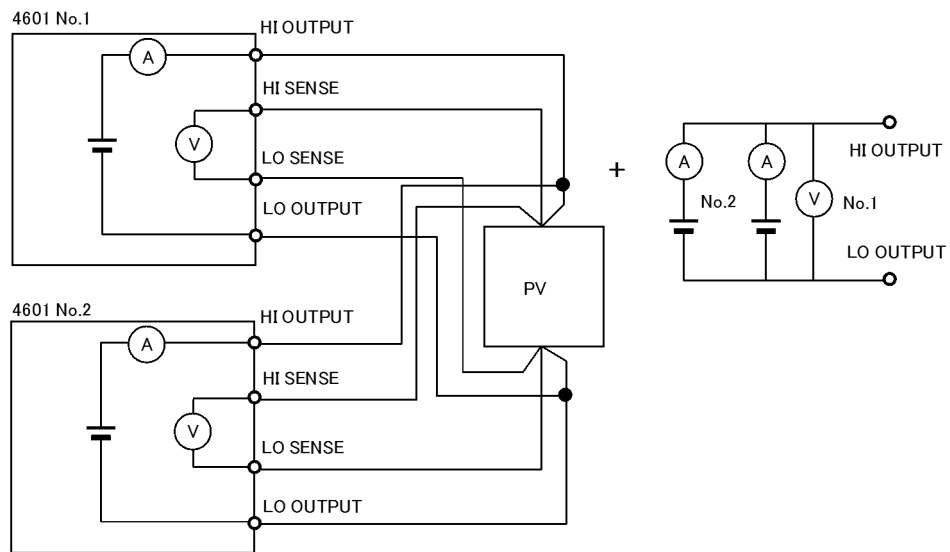 4601 No.1
HI OUTPUT
A
HI SENSE
V
LO SENSE
LO OUTPUT
PV
4601 No.2
HI OUTPUT
A
HI SENSE
V
LO SENSE
LO OUTPUT
+
A
A
HI OUTPUT
No.2
V
No.1
LO OUTPUT